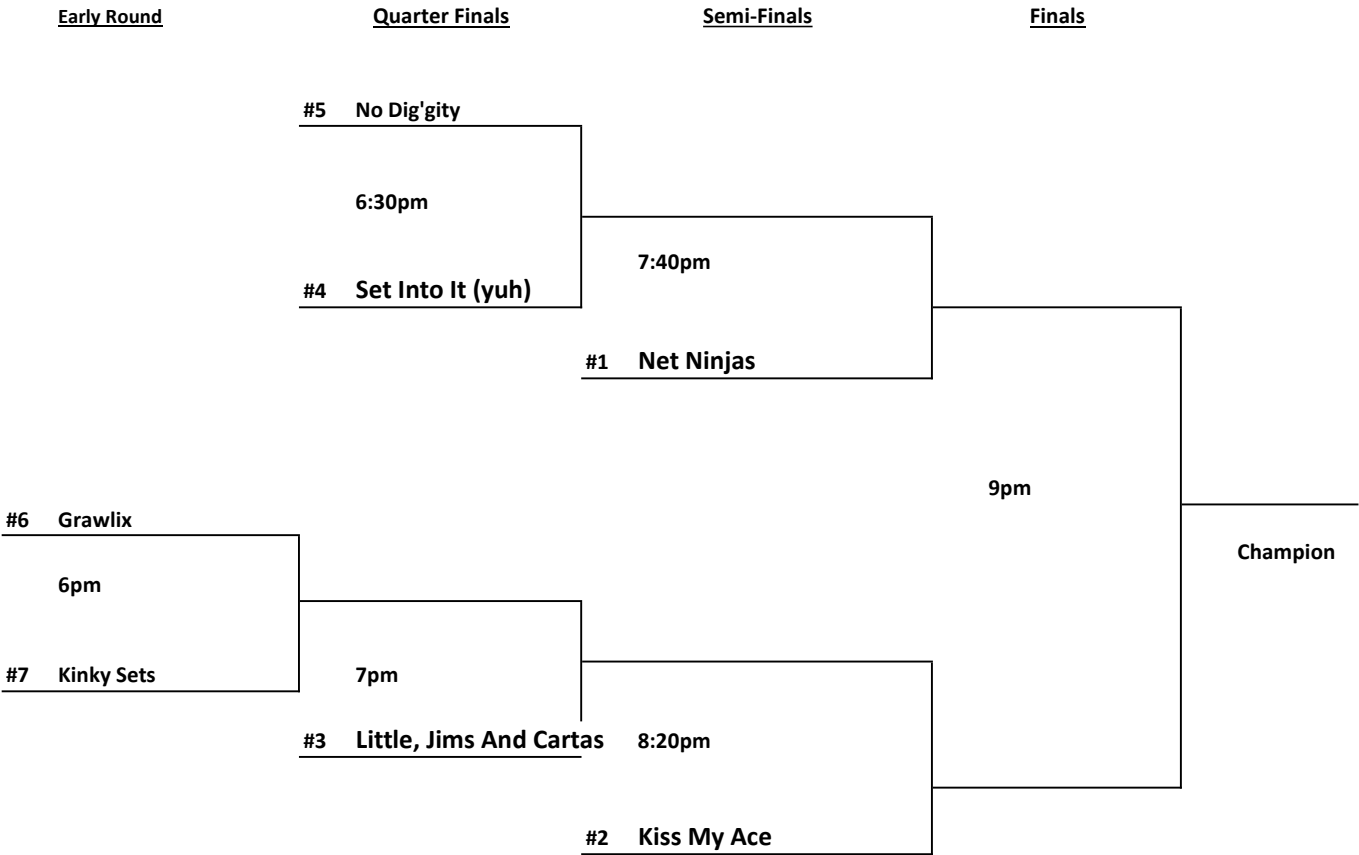 Early Round Quarter Finals Semi-Finals Finals
#5 No Dig'gity
6:30pm
7:40pm
#4 Set Into It (yuh)
#1 Net Ninjas
9pm
#6 Grawlix
Champion
6pm
#7 Kinky Sets 7pm
#3 Little, Jims And Cartas 8:20pm
#2 Kiss My Ace